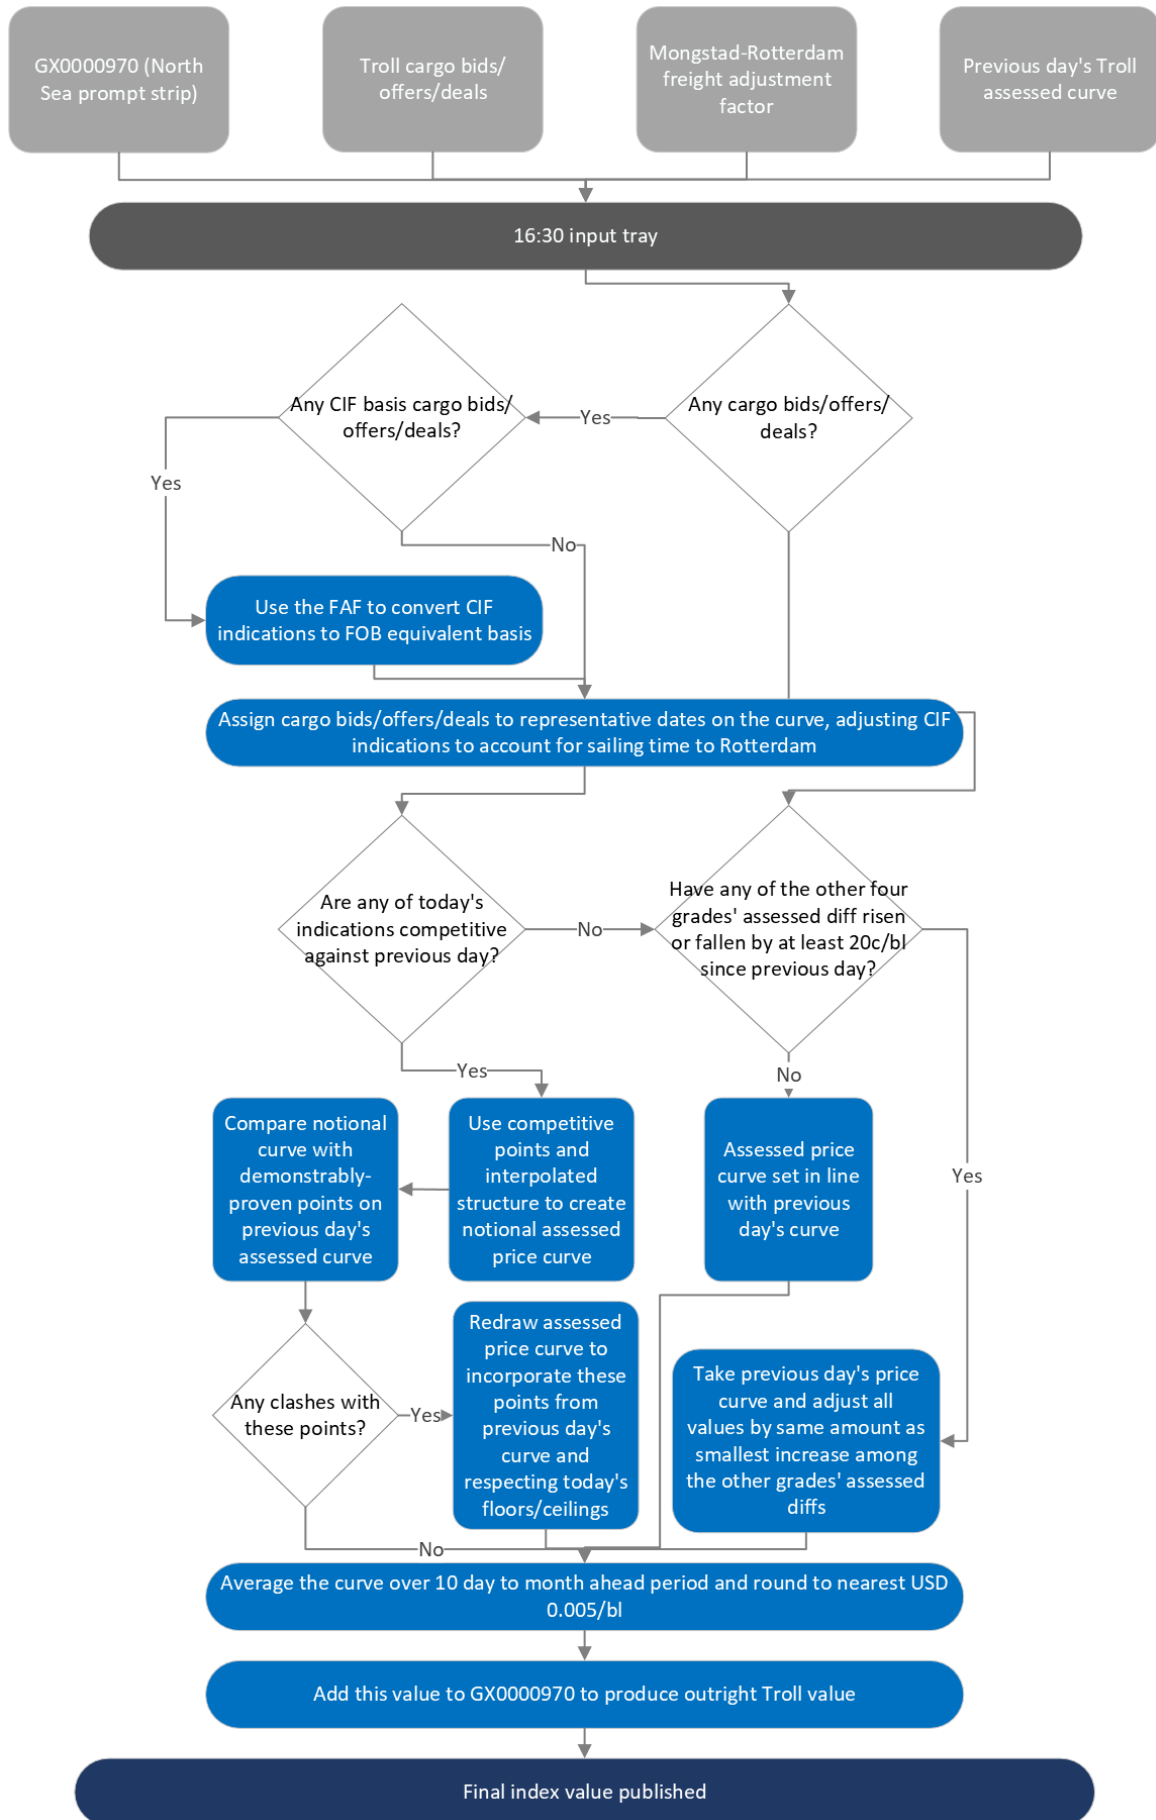 GX0000970 (North
Sea prompt strip)
Troll cargo bids/
offers/deals
Mongstad-Rotterdam
freight adjustment
factor
Previous day's Troll
assessed curve
16:30 input tray
Any CIF basis cargo bids/
offers/deals?
Yes
Any cargo bids/offers/
deals?
Yes
No
Use the FAF to convert CIF
indications to FOB equivalent basis
Assign cargo bids/offers/deals to representative dates on the curve, adjusting CIF
indications to account for sailing time to Rotterdam
Are any of today's
indications competitive
against previous day?
No
Have any of the other four
grades' assessed diff risen
or fallen by at least 20c/bl
since previous day?
Yes
No
Compare notional
curve with
demonstrably-
proven points on
previous day's
assessed curve
Use competitive
points and
interpolated
structure to create
notional assessed
price curve
Assessed price
curve set in line
with previous
day's curve
Yes
Any clashes with
these points?
Yes
Redraw assessed
price curve to
incorporate these
points from
previous day's
curve and
respecting today's
floors/ceilings
Take previous day's price
curve and adjust all
values by same amount as
smallest increase among
the other grades' assessed
diffs
No
Average the curve over 10 day to month ahead period and round to nearest USD
0.005/bl
Add this value to GX0000970 to produce outright Troll value
Final index value published